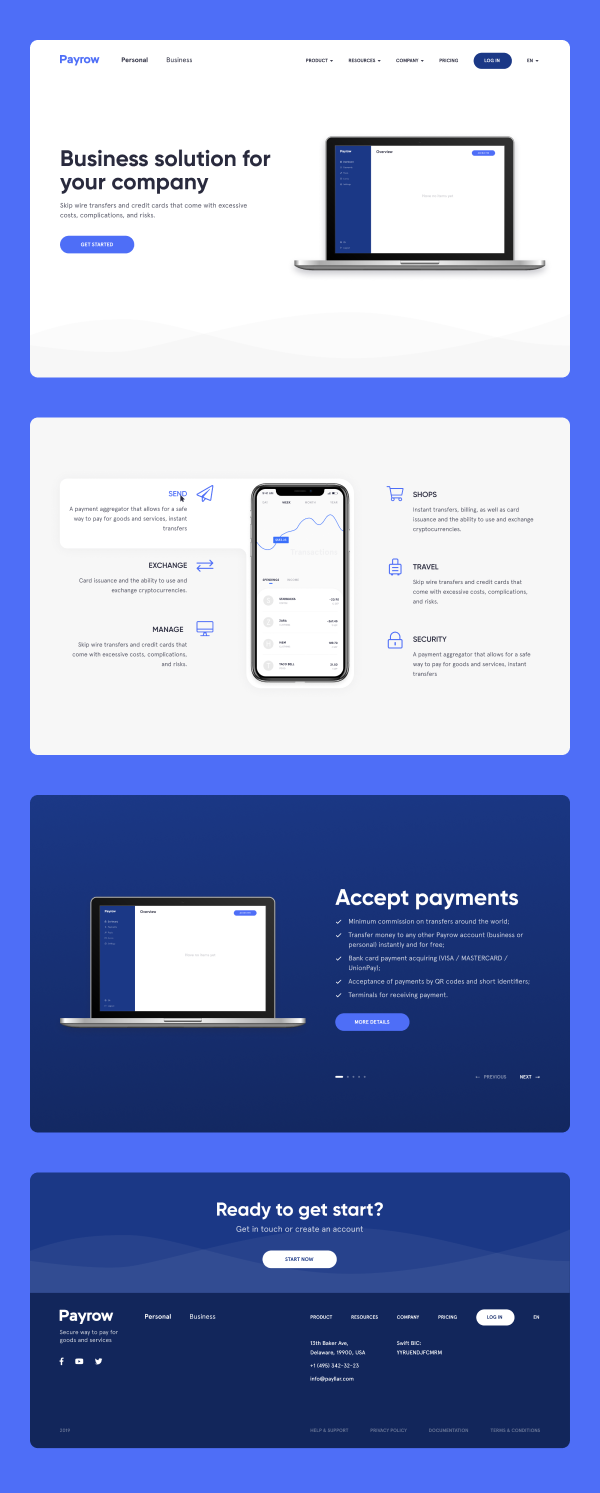 Payrow
Personal
Business
PRODUCT
RESOURCES
COMPANY
PRICING
LOG IN
EN
Business solution for
your company
Skip wire transfers and credit cards that come with excessive
costs, complications, and risks.
GET STARTED
Payrow
Overview
SEND
A payment aggregator that allows for a safe
way to pay for goods and services, instant
transfers
EXCHANGE
Card issuance and the ability to use and
exchange cryptocurrencies.
MANAGE
Skip wire transfers and credit cards that
come with excessive costs, complications,
and risks.
WEEK
ZARA
H&M
TACO BELL
SHOPS
Instant transfers, billing, as well as card
issuance and the ability to use and exchange
cryptocurrencies.
TRAVEL
Skip wire transfers and credit cards that
come with excessive costs, complications,
and risks.
SECURITY
A payment aggregator that allows for a safe
way to pay for goods and services, instant
transfers
Payrow
Overview
Accept payments
Minimum commission on transfers around the world;
Transfer money to any other Payrow account (business or
personal) instantly and for free;
Bank card payment acquiring (VISA / MASTERCARD /
UnionPay);
Acceptance of payments by QR codes and short identifiers;
Terminals for receiving payment.
MORE DETAILS
← PREVIOUS
NEXT →
Ready to get start?
Get in touch or create an account
START NOW
Payrow
Secure way to pay for
goods and services
Personal
Business
PRODUCT
RESOURCES
COMPANY
PRICING
LOG IN
EN
13th Baker Ave,
Delaware, 19900, USA
+1 (495) 342-32-23
info@payllar.com
Swift BIC:
YYRUENDJFCMRM
2019
HELP & SUPPORT
PRIVACY POLICY
DOCUMENTATION
TERMS & CONDITIONS